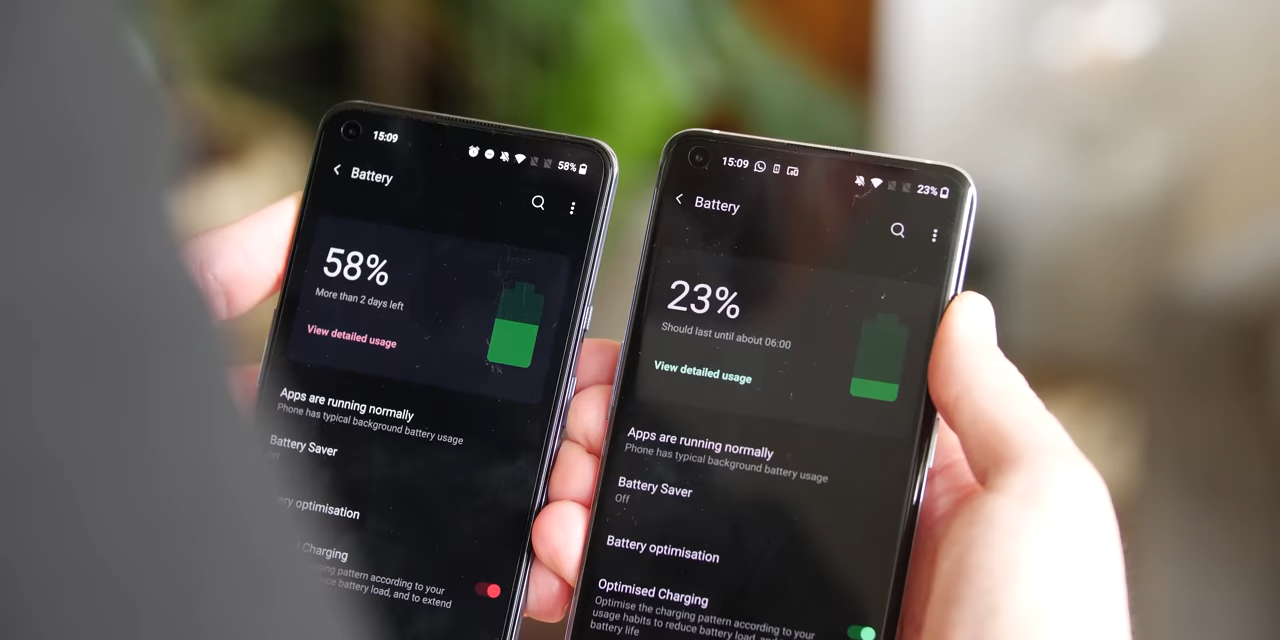 15:09
58%
Battery
58%
More than 2 days left
View detailed usage
Apps are running normally
Phone has typical background battery usage
Battery Saver
optimisation
Charging
pattern according to your
battery load, and to extend
15:09
23%
Battery
23%
Should last until about 06:00
View detailed usage
Apps are running normally
Phone has typical background battery usage
Battery Saver
Off
Battery optimisation
Optimised Charging
Optimise the charging pattern according to your
usage habits to reduce battery load, and to extend
battery life